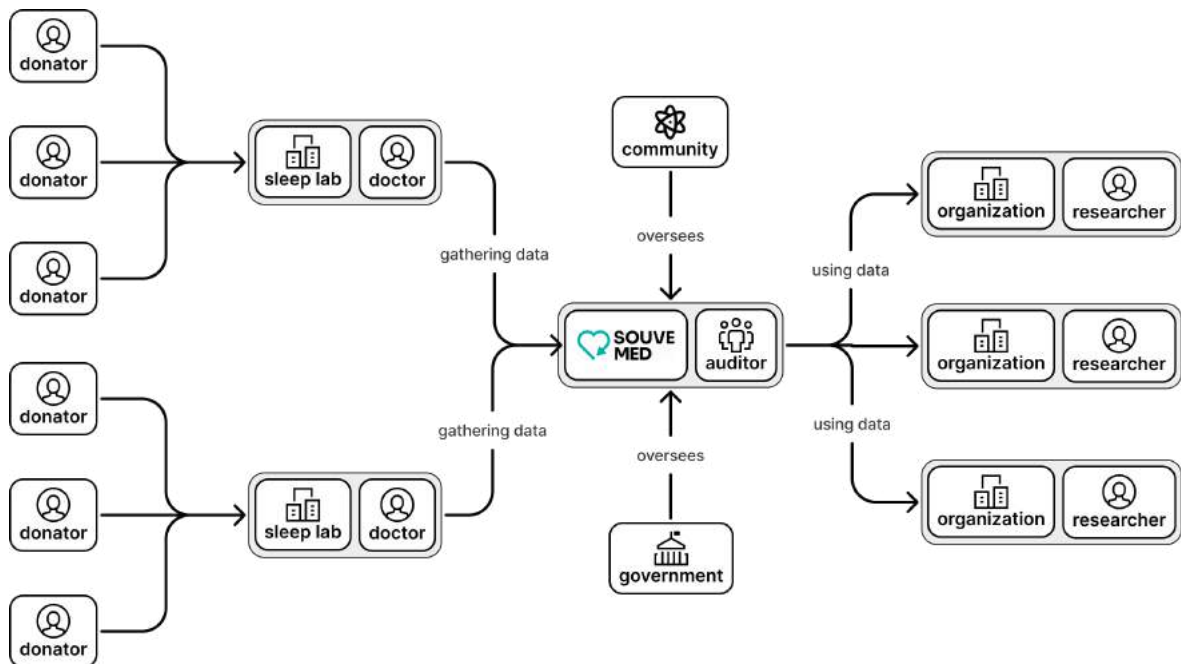 donator
donator
donator
donator
donator
donator
sleep lab
doctor
sleep lab
doctor
gathering data
gathering data
community
oversees
SOUVE
MED
auditor
oversees
government
using data
using data
organization
researcher
organization
researcher
organization
researcher